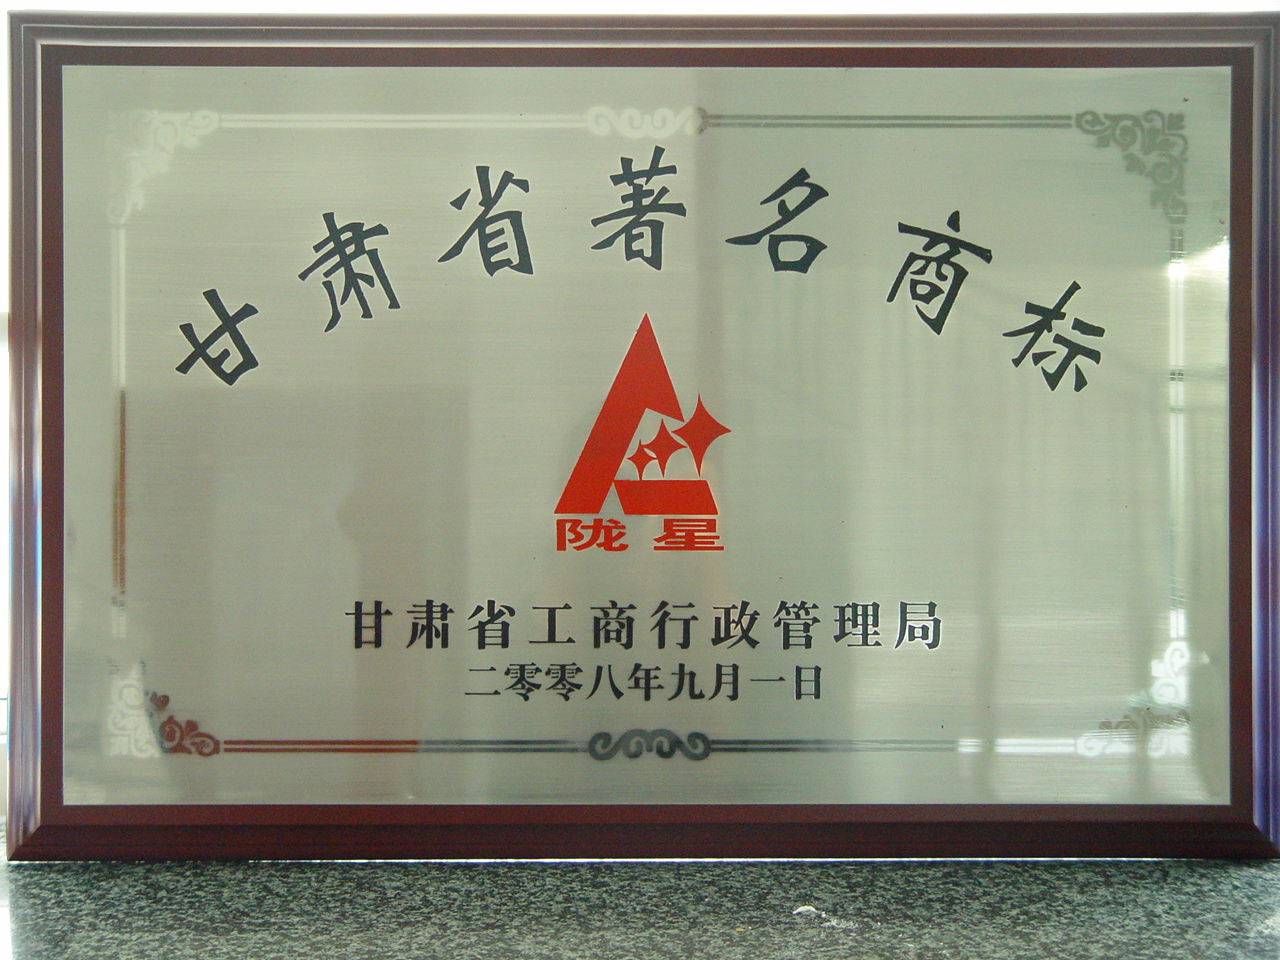 甘肃省著名商标
陇星
甘肃省工商行政管理局
二零零八年九月一日